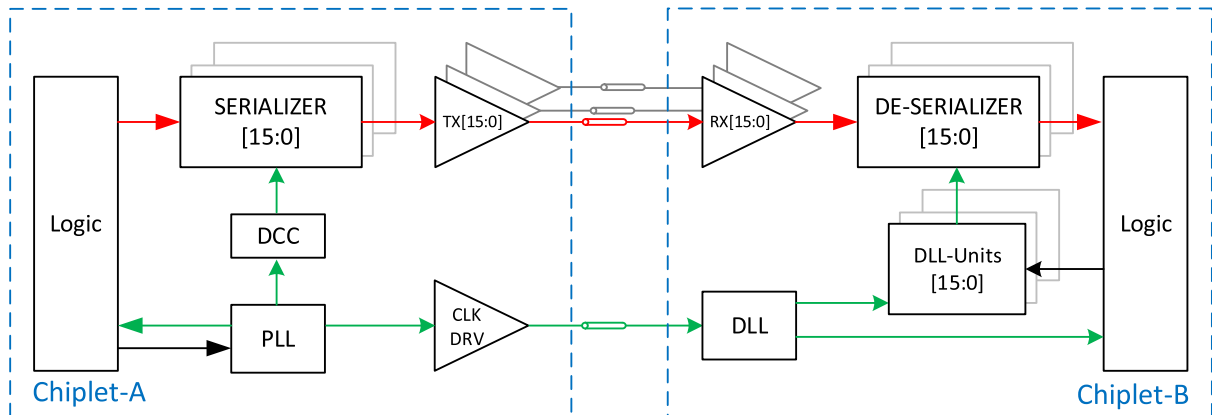 Logic
SERIALIZER
[15:0]
TX[15:0]
DCC
PLL
CLK
DRV
Chiplet-A
RX[15:0]
DE-SERIALIZER
[15:0]
DLL-Units
[15:0]
DLL
Logic
Chiplet-B